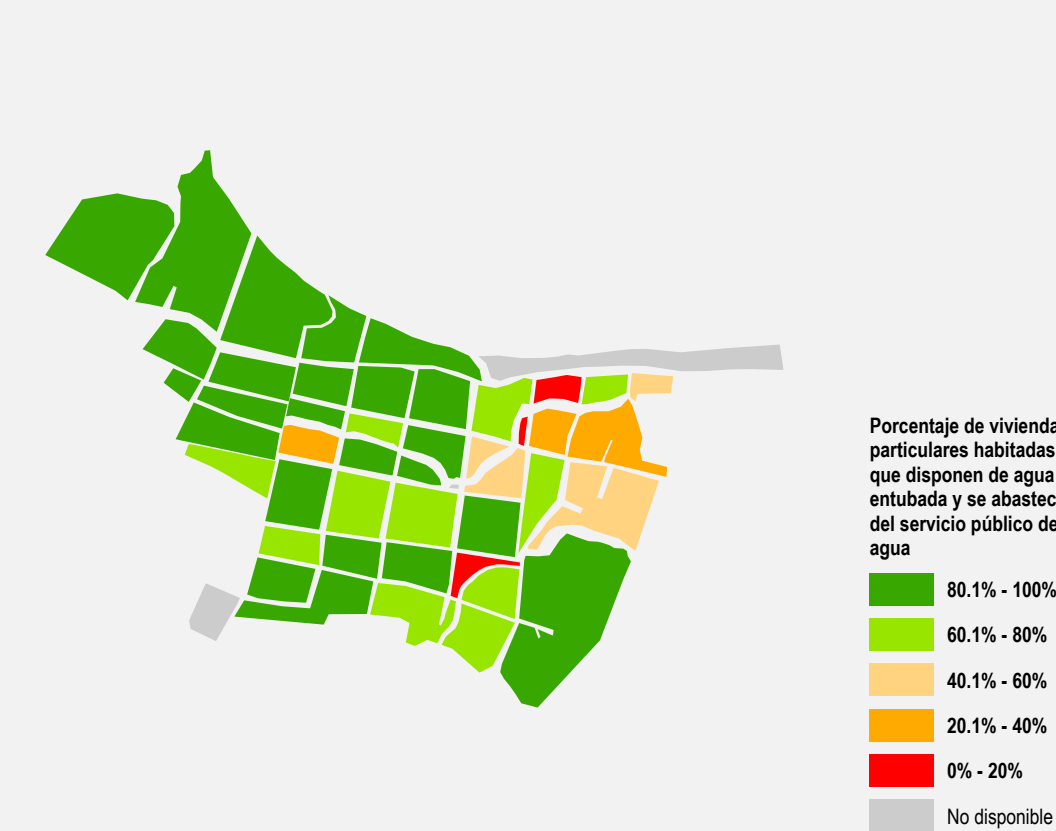 Porcentaje de vivienda
particulares habitadas
que disponen de agua
entubada y se abastec
del servicio público de
agua
80.1% - 100%
60.1% - 80%
40.1% - 60%
20.1% - 40%
0% - 20%
No disponible